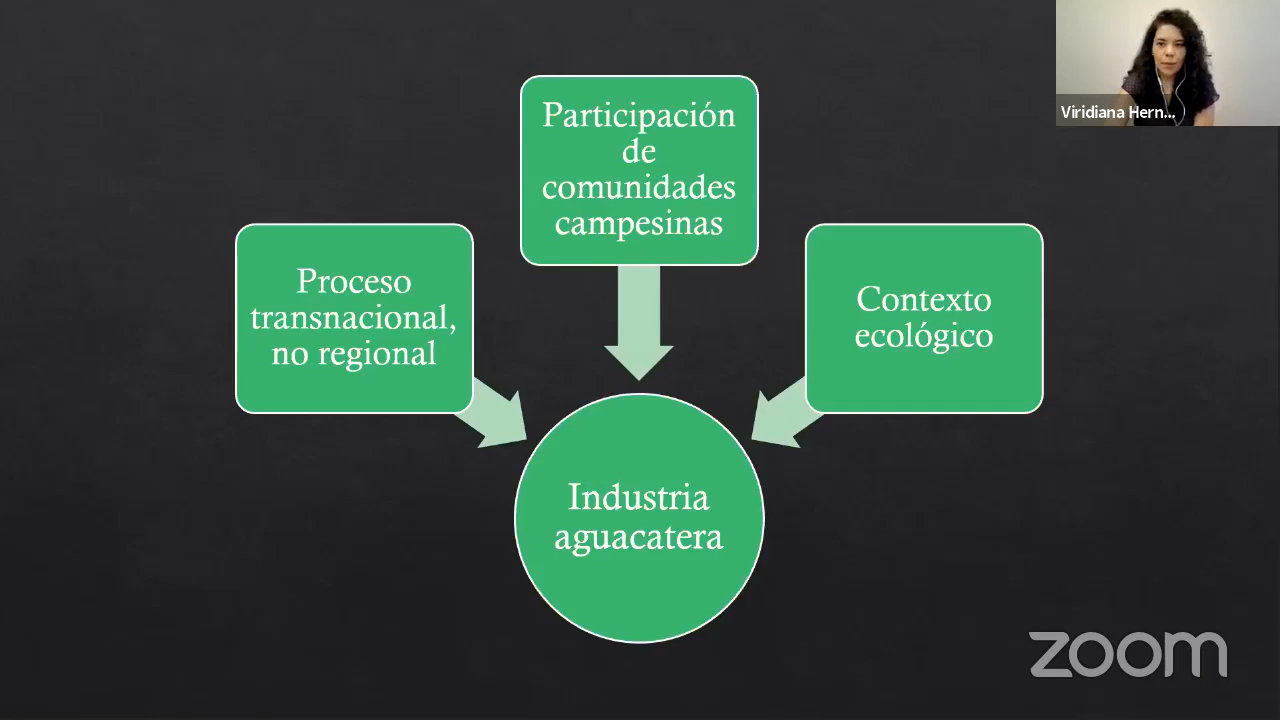 Viridiana Hern...
Participación
de
comunidades
campesinas
Proceso
transnacional,
no regional
Contexto
ecológico
Industria
aguacatera
zoom